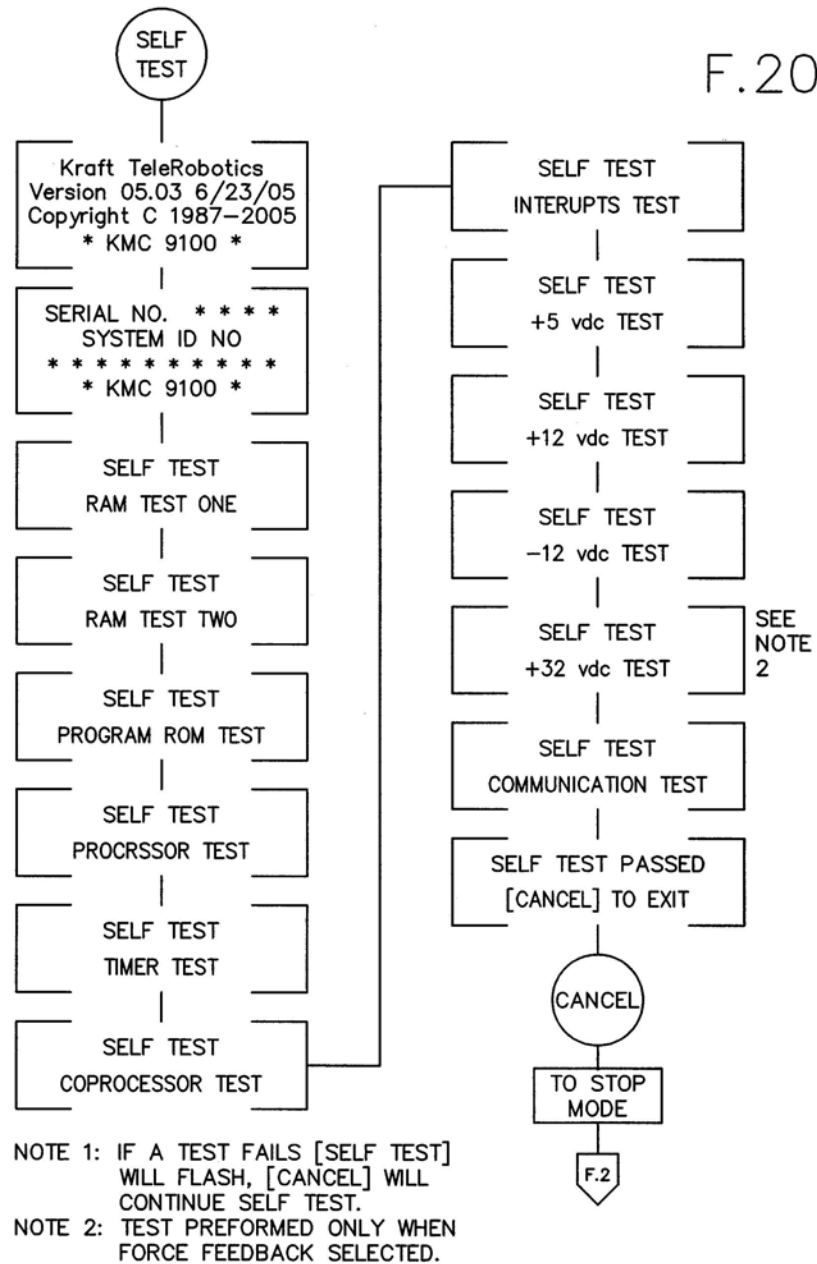 F.20
SELF
TEST
Kraft TeleRobotics
Version 05.03 6/23/05
Copyright C 1987-2005
* KMC 9100 *
SERIAL NO. * * * *
SYSTEM ID NO
* * * * * * * * * *
* KMC 9100 *
SELF TEST
RAM TEST ONE
SELF TEST
RAM TEST TWO
SELF TEST
PROGRAM ROM TEST
SELF TEST
PROCRSSOR TEST
SELF TEST
TIMER TEST
SELF TEST
COPROCESSOR TEST
SELF TEST
INTERUPTS TEST
SELF TEST
+5 vdc TEST
SELF TEST
+12 vdc TEST
SELF TEST
-12 vdc TEST
SELF TEST
+32 vdc TEST
SEE
NOTE
2
SELF TEST
COMMUNICATION TEST
SELF TEST PASSED
[CANCEL] TO EXIT
CANCEL
TO STOP
MODE
F.2
NOTE 1: IF A TEST FAILS [SELF TEST]
WILL FLASH, [CANCEL] WILL
CONTINUE SELF TEST.
NOTE 2: TEST PREFORMED ONLY WHEN
FORCE FEEDBACK SELECTED.